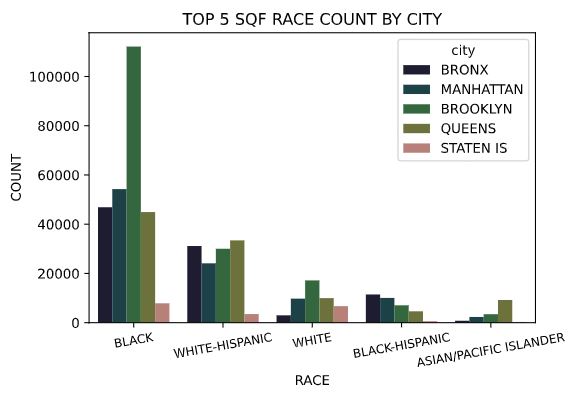 TOP 5 SQF RACE COUNT BY CITY
city
BRONX
MANHATTAN
BROOKLYN
QUEENS
STATEN IS
COUNT
100000
80000
60000
40000
20000
0
BLACK
WHITE-HISPANIC
WHITE
BLACK-HISPANIC
ASIAN/PACIFIC ISLANDER
RACE